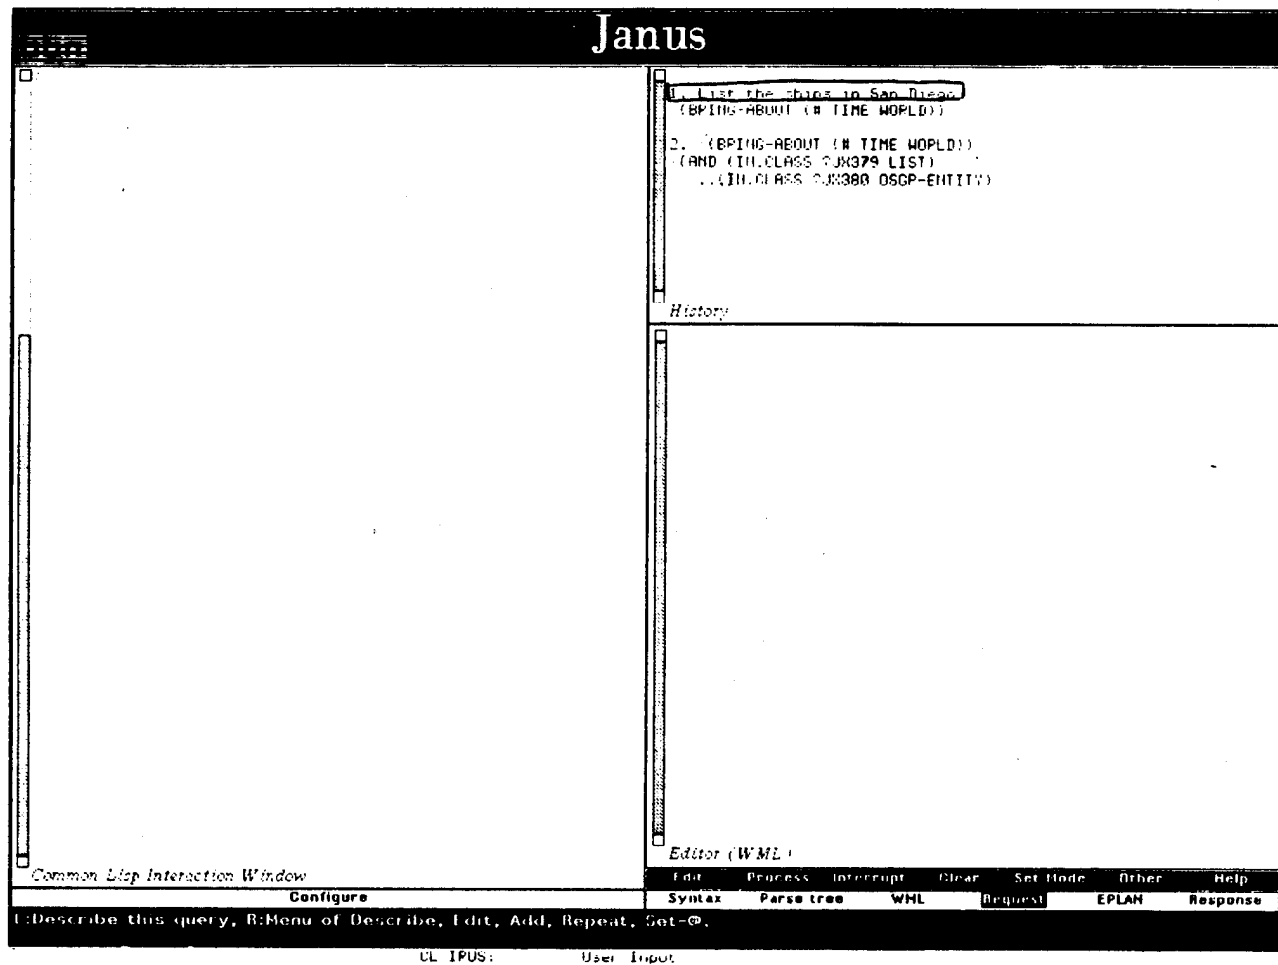 Janus
1. List the ships in San Diego
(BRING-ABOUT (# TIME WORLD))
2. (BRING-ABOUT (# TIME WORLD))
(AND (IN.CLASS ?JX379 LIST)
..(IN.CLASS ?JX380 OSGP-ENTITY)
History
Editor (WML)
Common Lisp Interaction Window
Edit Process Interrupt Clear Set Mode Other Help
Configure
Syntax Parse tree WML Request EPLAN Response
L:Describe this query, R:Menu of Describe, Edit, Add, Repeat, Set-@.
CL IPUS: User Input